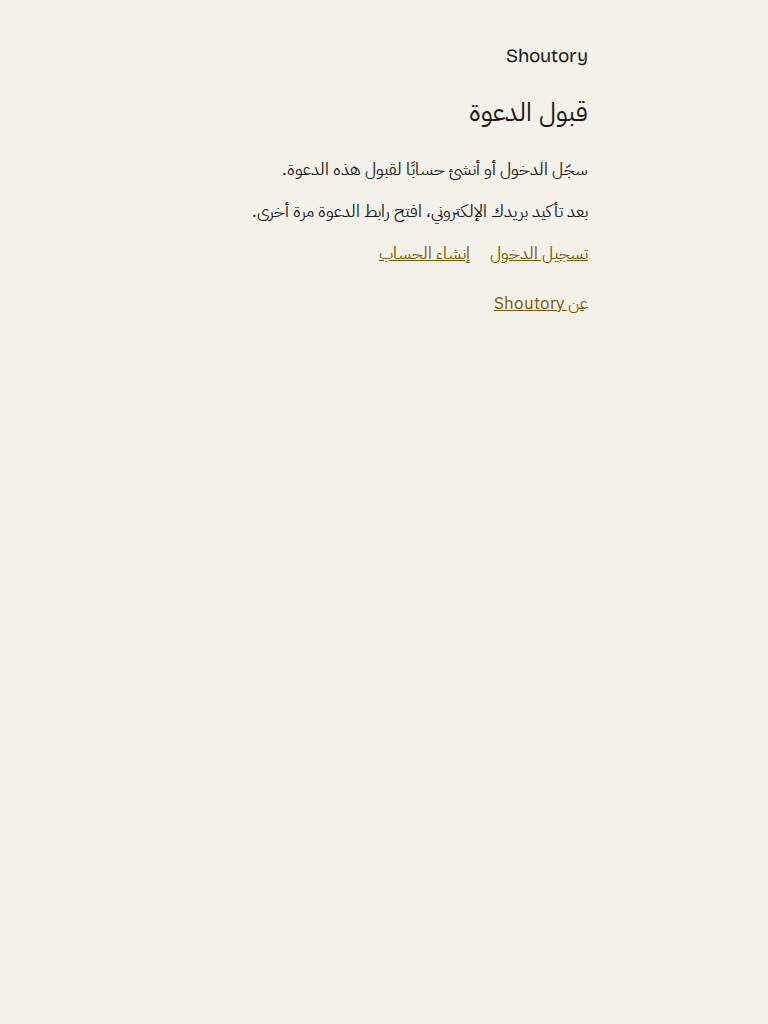 Shoutory
قبول الدعوة
سجّل الدخول أو أنشئ حسابًا لقبول هذه الدعوة.
بعد تأكيد بريدك الإلكتروني، افتح رابط الدعوة مرة أخرى.
تسجيل الدخول إنشاء الحساب
عن Shoutory